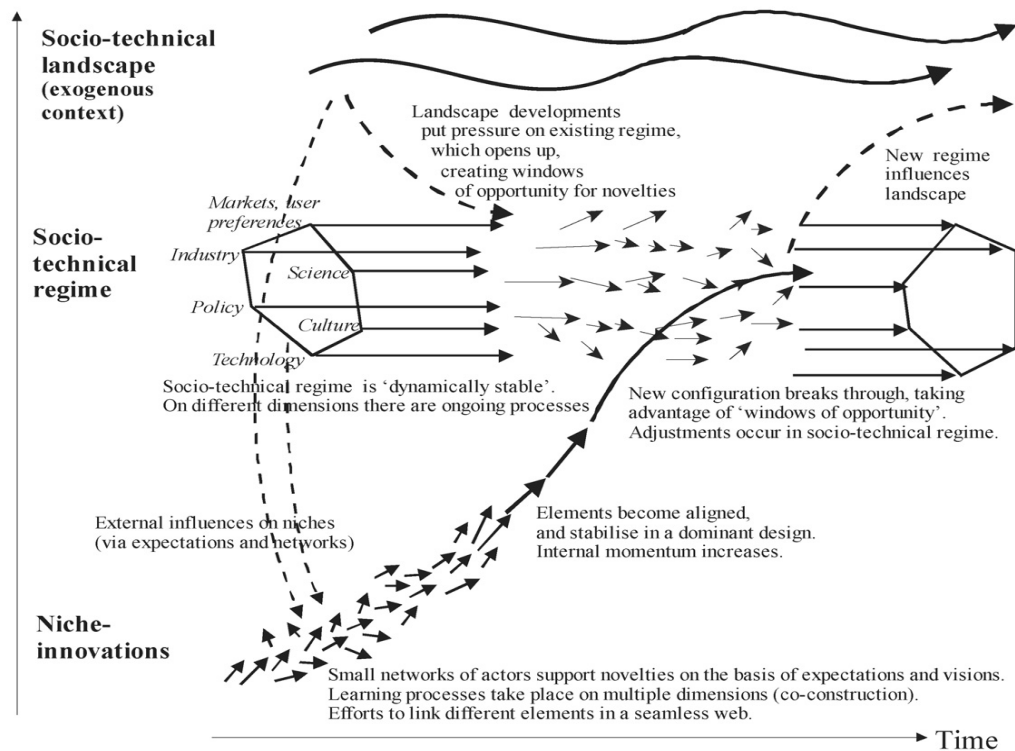 Socio-technical
landscape
(exogenous
context)
Landscape developments
put pressure on existing regime,
which opens up,
creating windows
of opportunity for novelties
New regime
influences
landscape
Markets, user
preferences
Socio-
technical
regime
Industry
Science
Policy
Culture
Technology
Socio-technical regime is ‘dynamically stable’.
On different dimensions there are ongoing processes
New configuration breaks through, taking
advantage of ‘windows of opportunity’.
Adjustments occur in socio-technical regime.
External influences on niches
(via expectations and networks)
Elements become aligned,
and stabilise in a dominant design.
Internal momentum increases.
Niche-
innovations
Small networks of actors support novelties on the basis of expectations and visions.
Learning processes take place on multiple dimensions (co-construction).
Efforts to link different elements in a seamless web.
Time